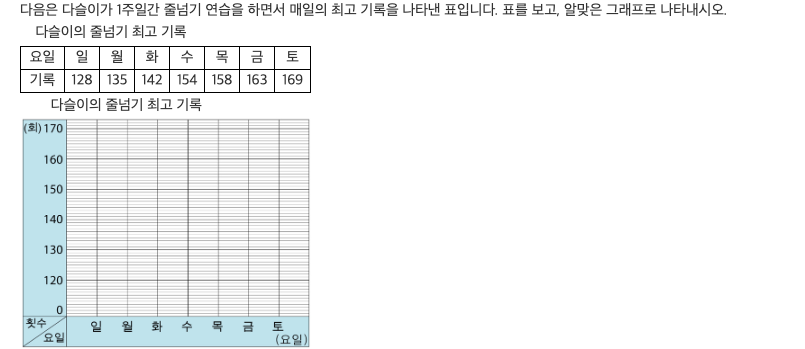 다음은 다슬이가 1주일간 줄넘기 연습을 하면서 매일의 최고 기록을 나타낸 표입니다. 표를 보고, 알맞은 그래프로 나타내시오.
다슬이의 줄넘기 최고 기록
요일 일 월 화 수 목 금 토
기록 128 135 142 154 158 163 169
다슬이의 줄넘기 최고 기록
(회) 170
160
150
140
130
120
0
횟수
요일
일 월 화 수 목 금 토
(요일)